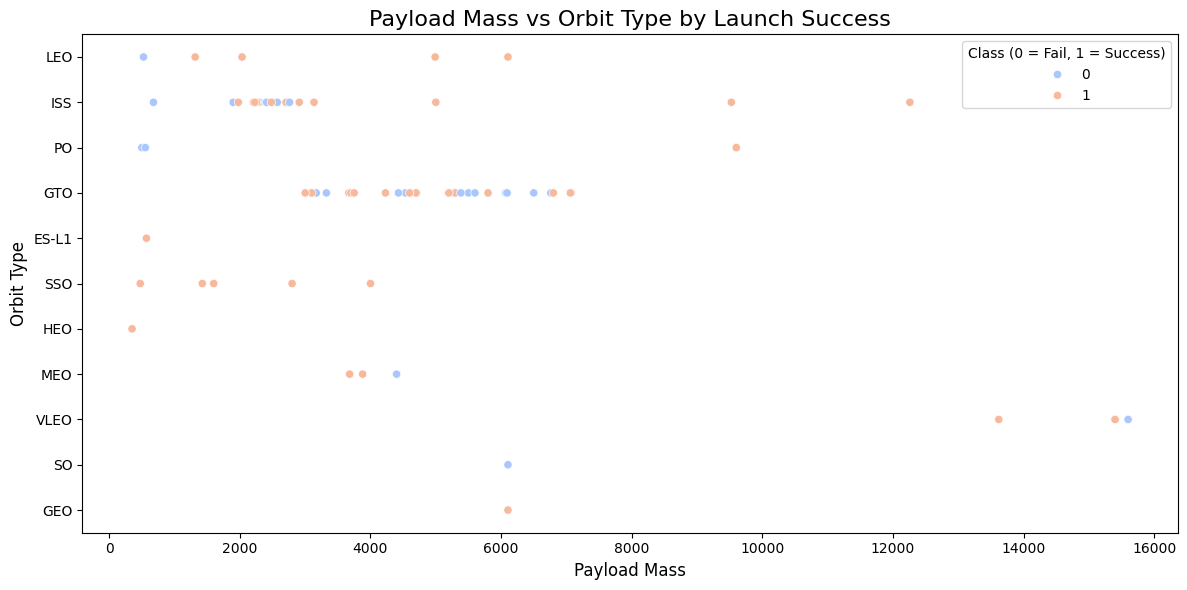 Payload Mass vs Orbit Type by Launch Success
Class (0 = Fail, 1 = Success)
0
1
Orbit Type
LEO
ISS
PO
GTO
ES-L1
SSO
HEO
MEO
VLEO
SO
GEO
0 2000 4000 6000 8000 10000 12000 14000 16000
Payload Mass